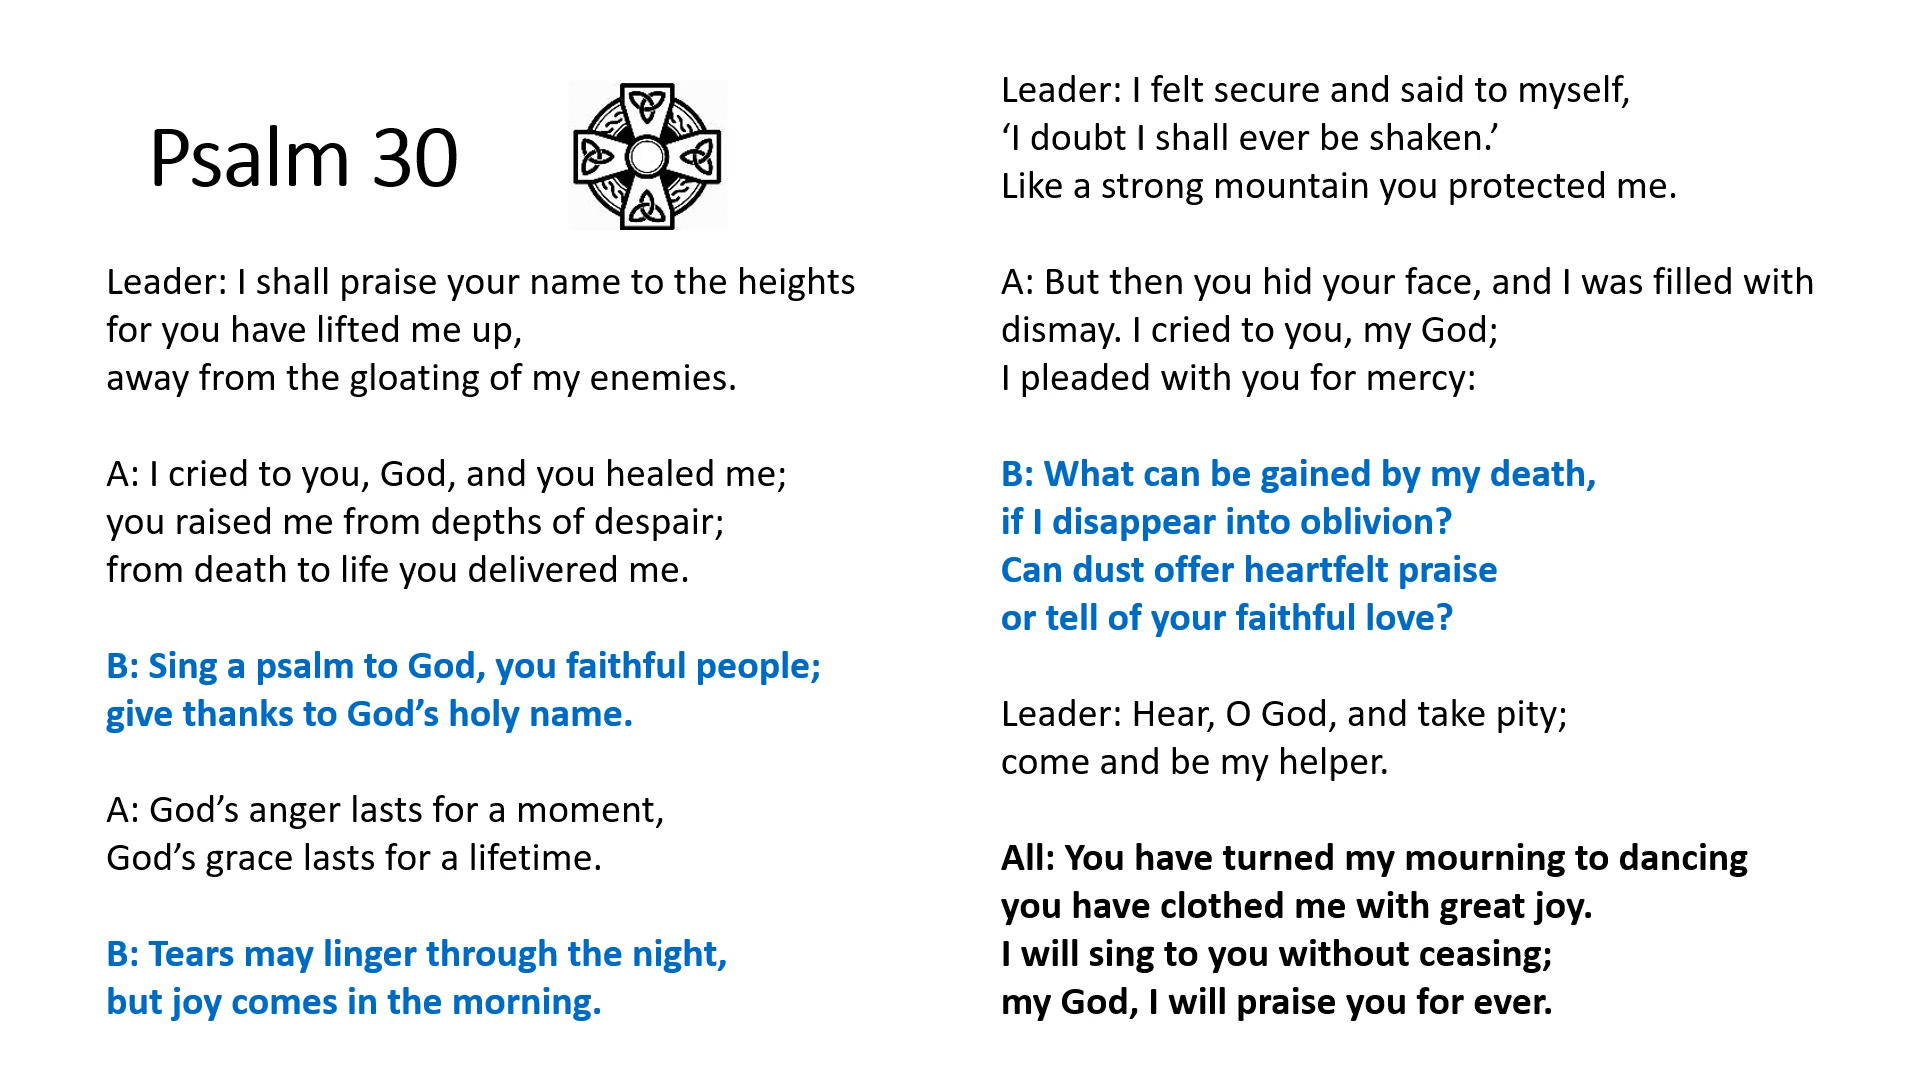 Psalm 30
Leader: I shall praise your name to the heights
for you have lifted me up,
away from the gloating of my enemies.
A: I cried to you, God, and you healed me;
you raised me from depths of despair;
from death to life you delivered me.
B: Sing a psalm to God, you faithful people;
give thanks to God’s holy name.
A: God’s anger lasts for a moment,
God’s grace lasts for a lifetime.
B: Tears may linger through the night,
but joy comes in the morning.
Leader: I felt secure and said to myself,
‘I doubt I shall ever be shaken.’
Like a strong mountain you protected me.
A: But then you hid your face, and I was filled with
dismay. I cried to you, my God;
I pleaded with you for mercy:
B: What can be gained by my death,
if I disappear into oblivion?
Can dust offer heartfelt praise
or tell of your faithful love?
Leader: Hear, O God, and take pity;
come and be my helper.
All: You have turned my mourning to dancing
you have clothed me with great joy.
I will sing to you without ceasing;
my God, I will praise you for ever.